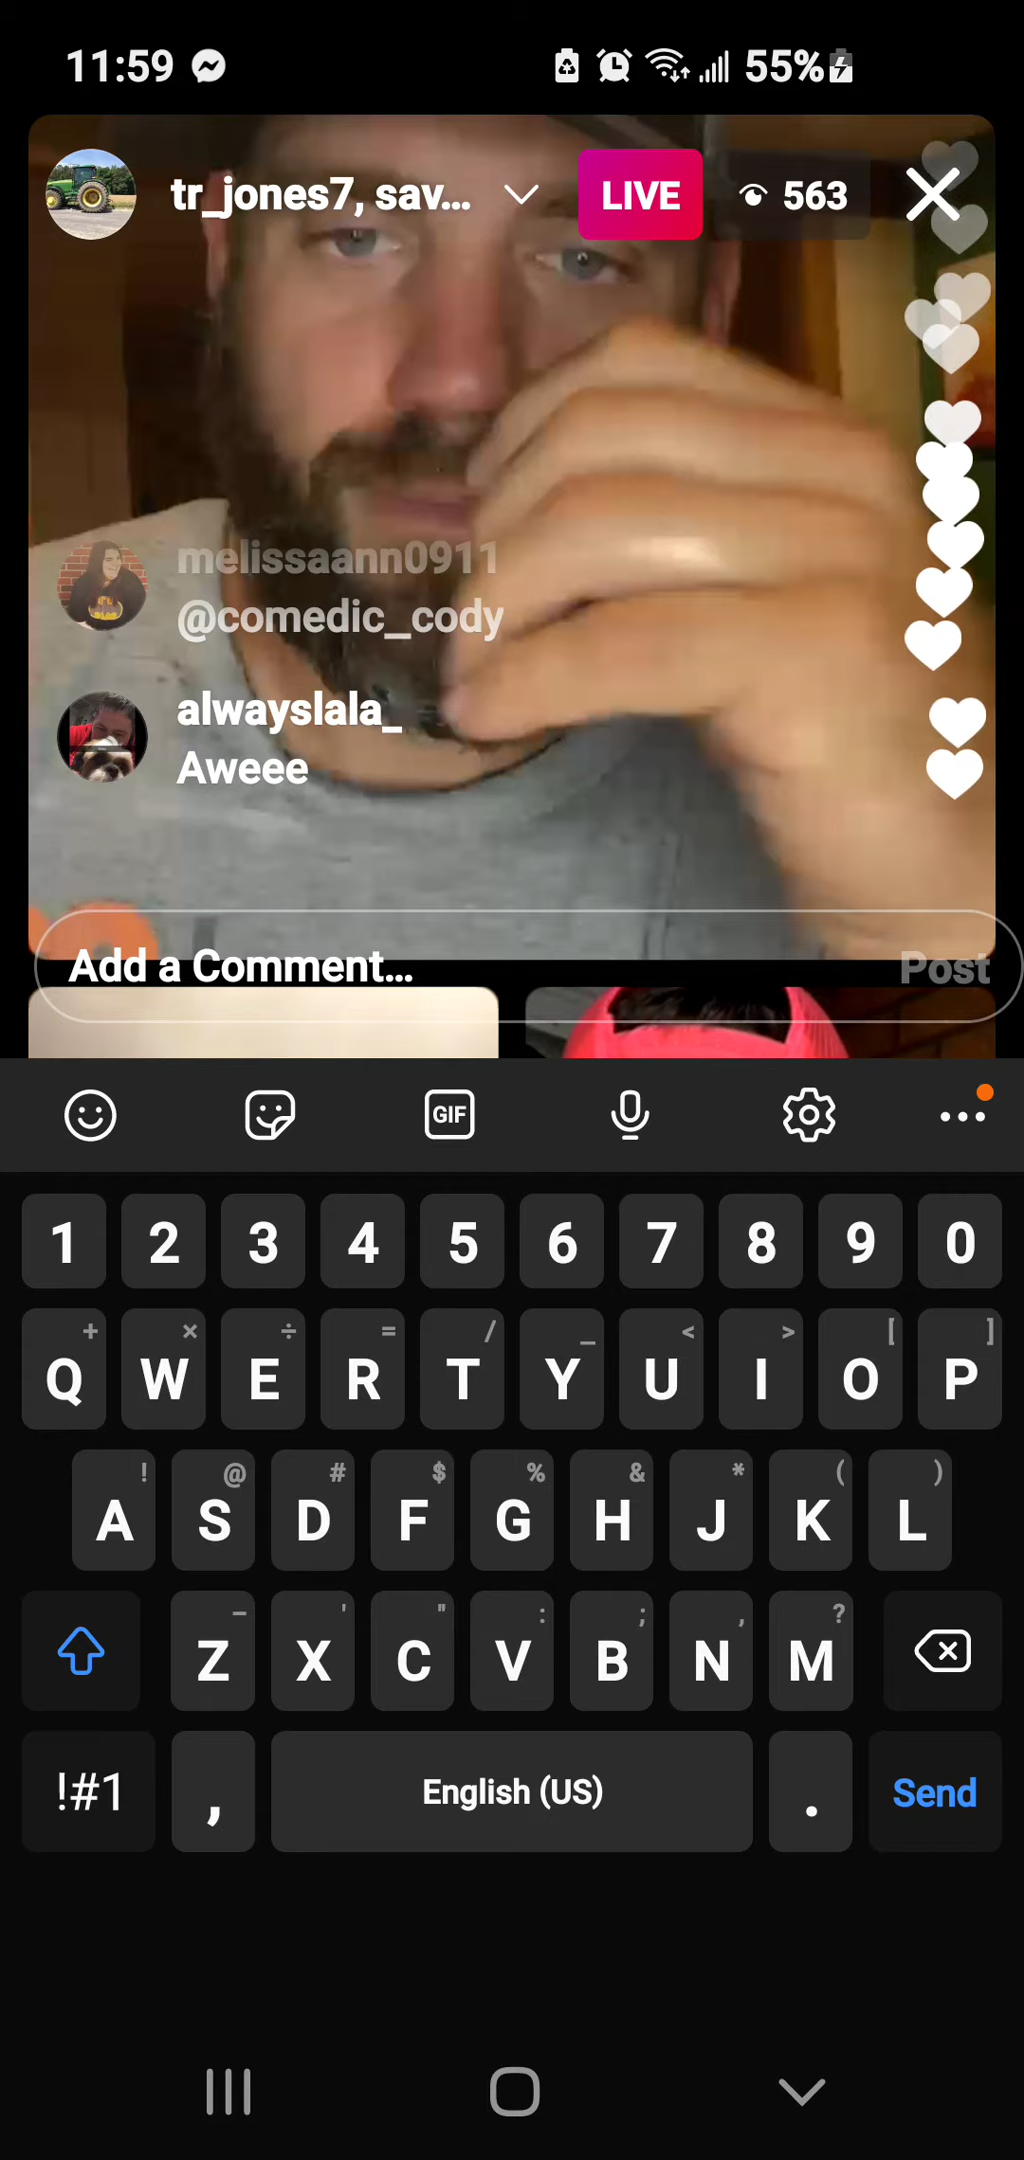 11:59 55%
tr_jones7, sav... LIVE 563
melissaann0911
@comedic_cody
alwayslala_
Aweee
Add a Comment... Post
GIF
1 2 3 4 5 6 7 8 9 0
+ × ÷ = / _ < > [ ]
Q W E R T Y U I O P
! @ # $ % & * ( )
A S D F G H J K L
- ' " : ; , ?
Z X C V B N M
!#1 , English (US) . Send